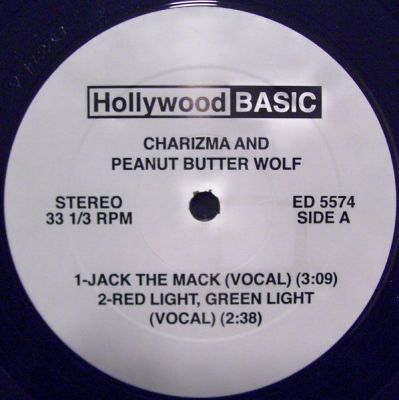 Hollywood BASIC
CHARIZMA AND
PEANUT BUTTER WOLF
STEREO
33 1/3 RPM
ED 5574
SIDE A
1-JACK THE MACK (VOCAL) (3:09)
2-RED LIGHT, GREEN LIGHT
(VOCAL) (2:38)